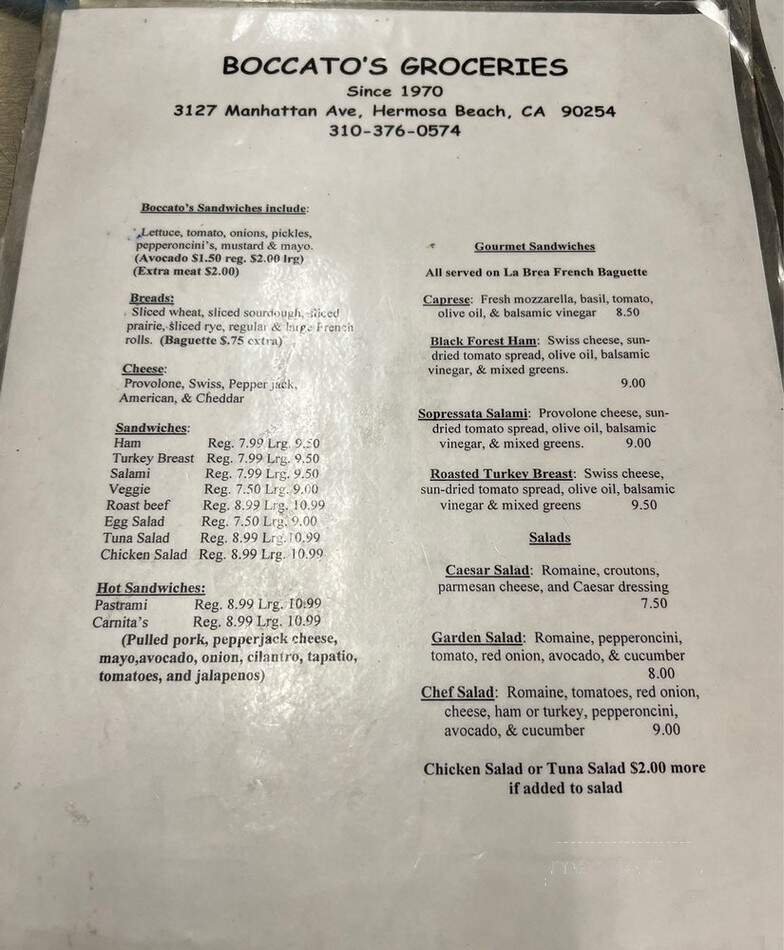 BOCCATO'S GROCERIES
Since 1970
3127 Manhattan Ave, Hermosa Beach, CA 90254
310-376-0574
Boccato's Sandwiches include:
Lettuce, tomato, onions, pickles,
pepperoncini's, mustard & mayo.
(Avocado $1.50 reg. $2.00 lrg)
(Extra meat $2.00)
Breads:
Sliced wheat, sliced sourdough, sliced
prairie, sliced rye, regular & large French
rolls. (Baguette $.75 extra)
Cheese:
Provolone, Swiss, Pepper jack,
American, & Cheddar
Sandwiches:
Ham Reg. 7.99 Lrg. 9.50
Turkey Breast Reg. 7.99 Lrg. 9.50
Salami Reg. 7.99 Lrg. 9.50
Veggie Reg. 7.50 Lrg. 9.00
Roast beef Reg. 8.99 Lrg. 10.99
Egg Salad Reg. 7.50 Lrg. 9.00
Tuna Salad Reg. 8.99 Lrg. 10.99
Chicken Salad Reg. 8.99 Lrg. 10.99
Hot Sandwiches:
Pastrami Reg. 8.99 Lrg. 10.99
Carnita's Reg. 8.99 Lrg. 10.99
(Pulled pork, pepperjack cheese,
mayo,avocado, onion, cilantro, tapatio,
tomatoes, and jalapenos)
Gourmet Sandwiches
All served on La Brea French Baguette
Caprese: Fresh mozzarella, basil, tomato,
olive oil, & balsamic vinegar 8.50
Black Forest Ham: Swiss cheese, sun-
dried tomato spread, olive oil, balsamic
vinegar, & mixed greens.
9.00
Sopressata Salami: Provolone cheese, sun-
dried tomato spread, olive oil, balsamic
vinegar, & mixed greens. 9.00
Roasted Turkey Breast: Swiss cheese,
sun-dried tomato spread, olive oil, balsamic
vinegar & mixed greens 9.50
Salads
Caesar Salad: Romaine, croutons,
parmesan cheese, and Caesar dressing
7.50
Garden Salad: Romaine, pepperoncini,
tomato, red onion, avocado, & cucumber
8.00
Chef Salad: Romaine, tomatoes, red onion,
cheese, ham or turkey, pepperoncini,
avocado, & cucumber 9.00
Chicken Salad or Tuna Salad $2.00 more
if added to salad